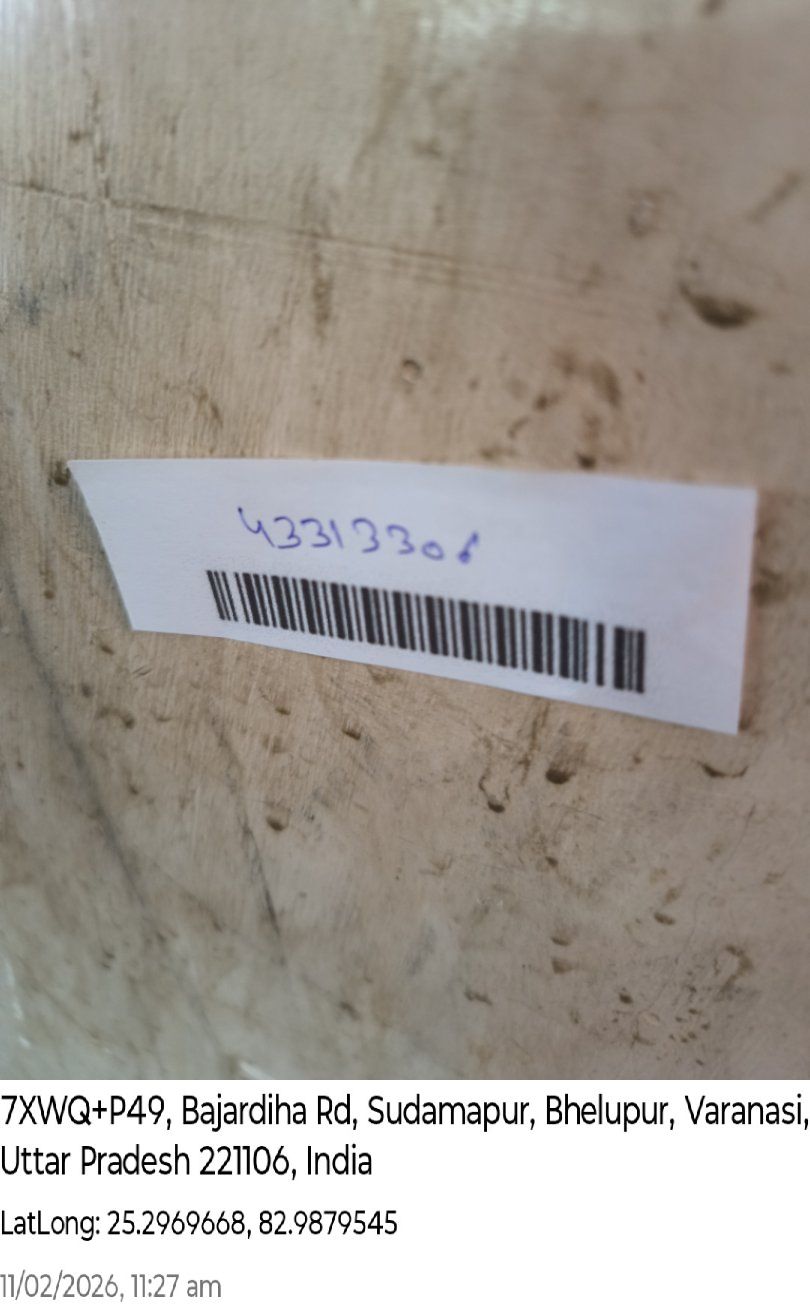 43313306
7XWQ+P49, Bajardiha Rd, Sudamapur, Bhelupur, Varanasi,
Uttar Pradesh 221106, India
LatLong: 25.2969668, 82.9879545
11/02/2026, 11:27 am